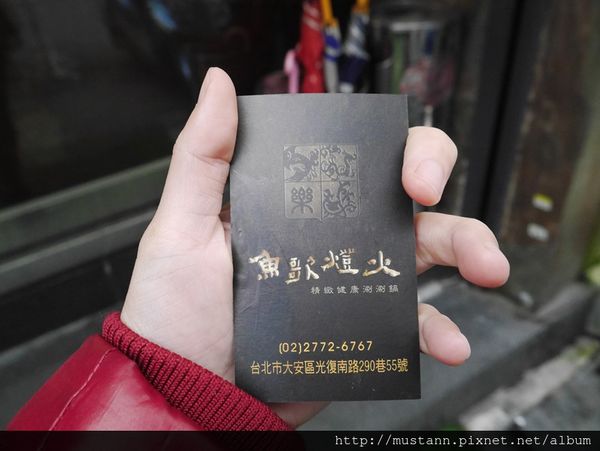 樂
魚歌燈火
精緻健康涮涮鍋
(02)2772-6767
台北市大安區光復南路290巷55號
http://mustann.pixnet.net/album